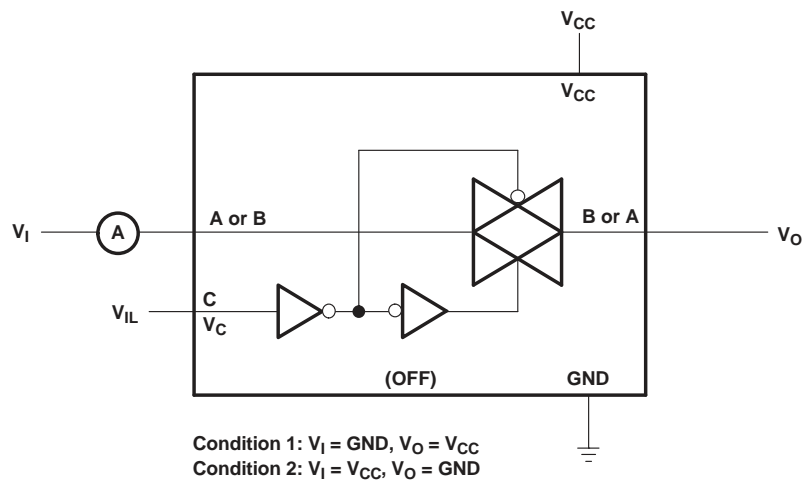 VCC
VCC
A or B
B or A
VI
A
VO
C
VIL
VC
(OFF)
GND
Condition 1: VI = GND, VO = VCC
Condition 2: VI = VCC, VO = GND